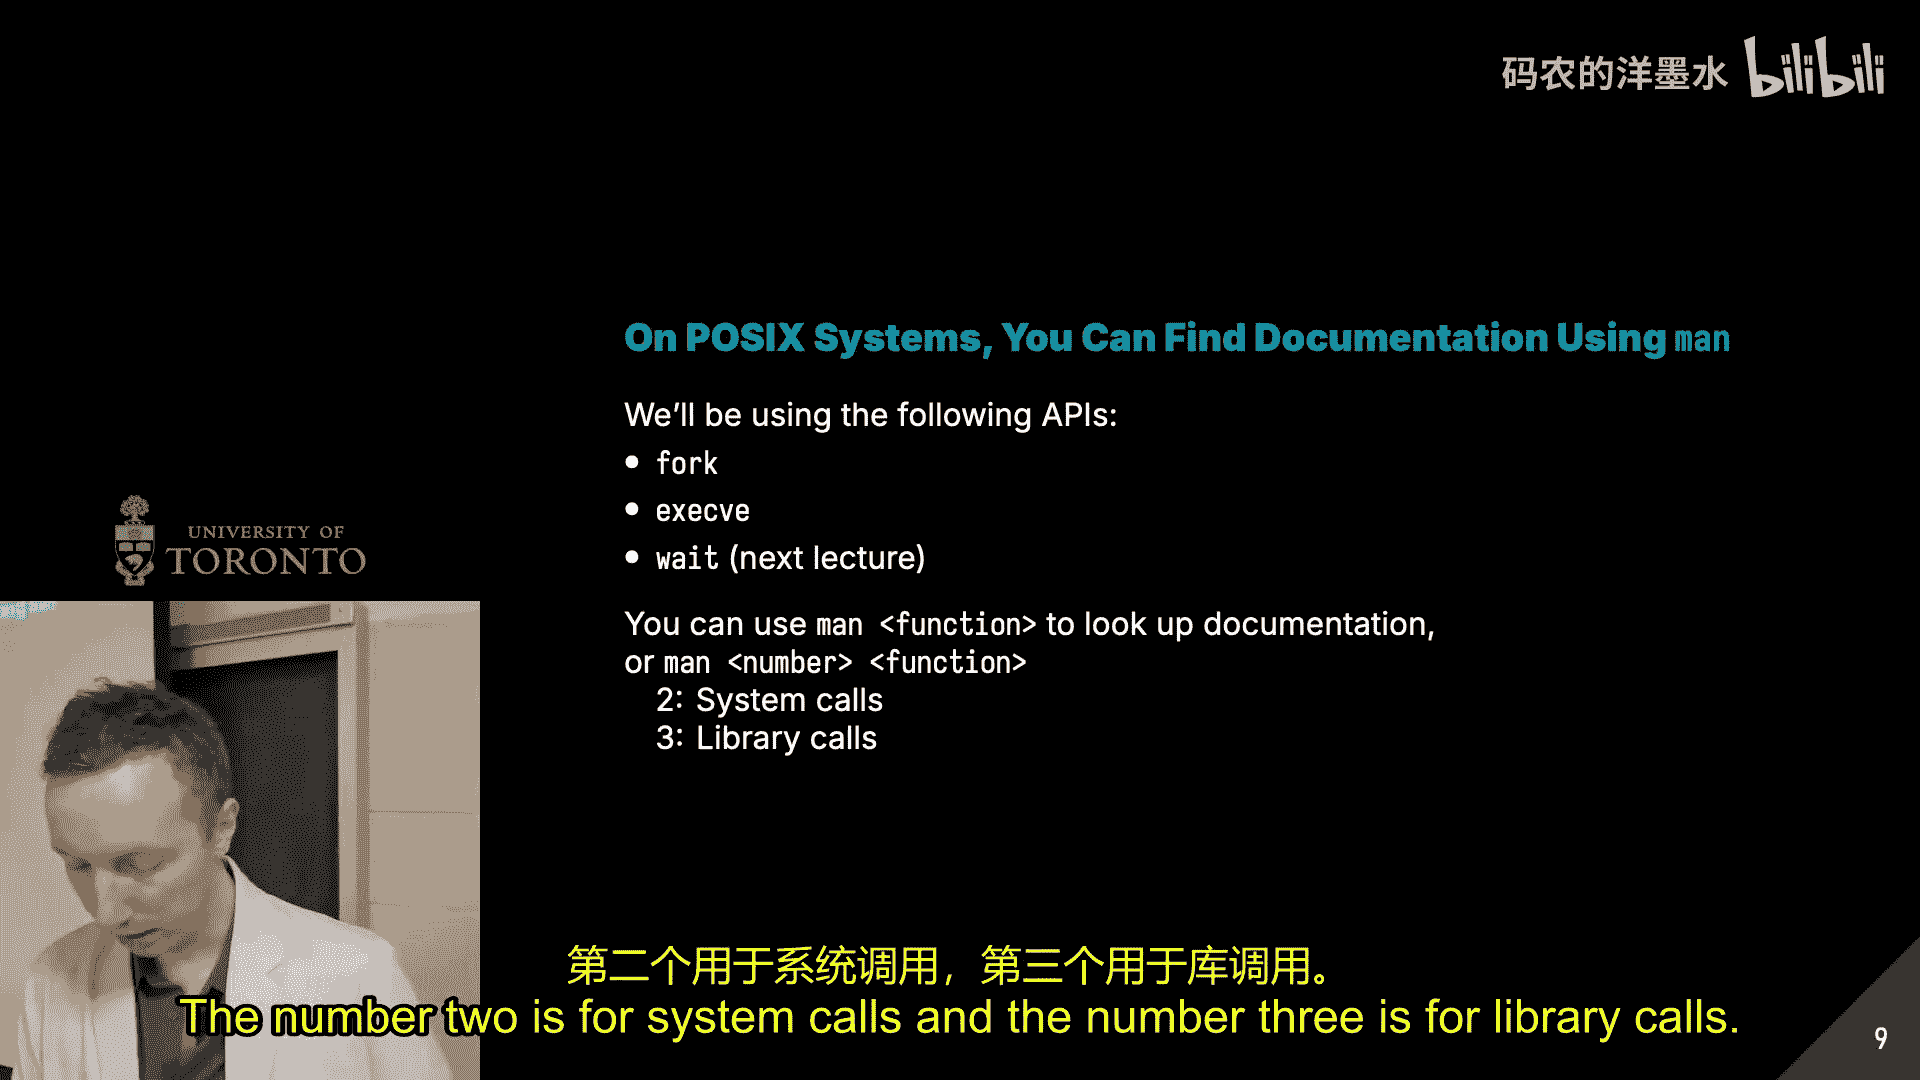 码农的洋墨水 bilibili
On POSIX Systems, You Can Find Documentation Using man
We'll be using the following APIs:
• fork
• execve
• wait (next lecture)
UNIVERSITY OF
TORONTO
You can use man <function> to look up documentation,
or man <number> <function>
2: System calls
3: Library calls
第二个用于系统调用，第三个用于库调用。
The number two is for system calls and the number three is for library calls.
9